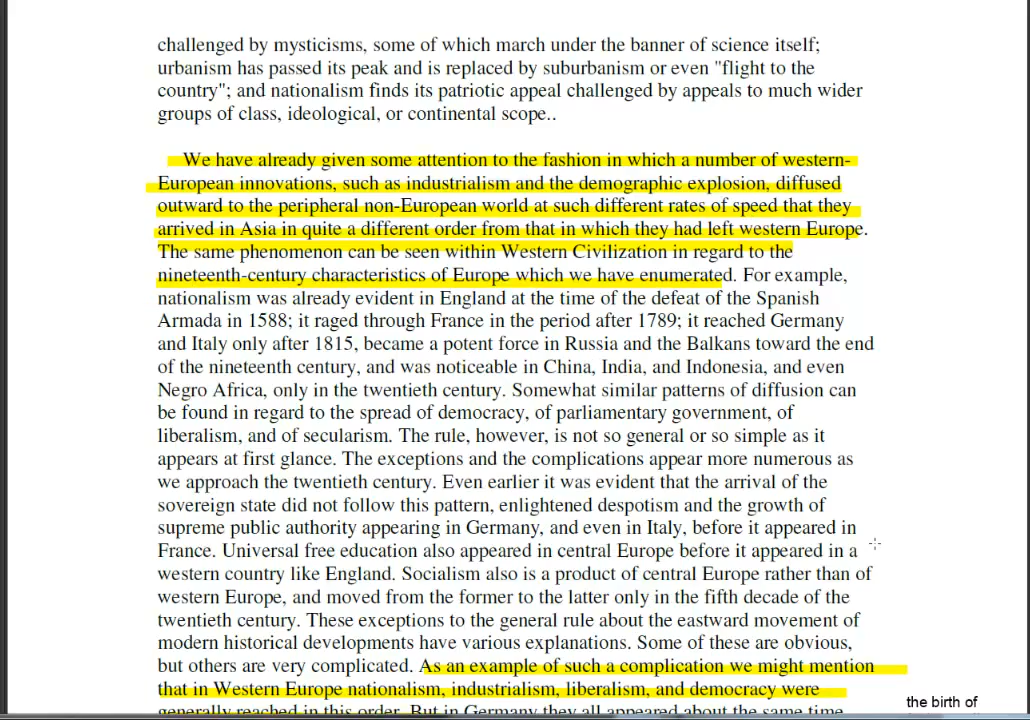 challenged by mysticisms, some of which march under the banner of science itself;
urbanism has passed its peak and is replaced by suburbanism or even "flight to the
country"; and nationalism finds its patriotic appeal challenged by appeals to much wider
groups of class, ideological, or continental scope..
We have already given some attention to the fashion in which a number of western-
European innovations, such as industrialism and the demographic explosion, diffused
outward to the peripheral non-European world at such different rates of speed that they
arrived in Asia in quite a different order from that in which they had left western Europe.
The same phenomenon can be seen within Western Civilization in regard to the
nineteenth-century characteristics of Europe which we have enumerated. For example,
nationalism was already evident in England at the time of the defeat of the Spanish
Armada in 1588; it raged through France in the period after 1789; it reached Germany
and Italy only after 1815, became a potent force in Russia and the Balkans toward the end
of the nineteenth century, and was noticeable in China, India, and Indonesia, and even
Negro Africa, only in the twentieth century. Somewhat similar patterns of diffusion can
be found in regard to the spread of democracy, of parliamentary government, of
liberalism, and of secularism. The rule, however, is not so general or so simple as it
appears at first glance. The exceptions and the complications appear more numerous as
we approach the twentieth century. Even earlier it was evident that the arrival of the
sovereign state did not follow this pattern, enlightened despotism and the growth of
supreme public authority appearing in Germany, and even in Italy, before it appeared in
France. Universal free education also appeared in central Europe before it appeared in a
western country like England. Socialism also is a product of central Europe rather than of
western Europe, and moved from the former to the latter only in the fifth decade of the
twentieth century. These exceptions to the general rule about the eastward movement of
modern historical developments have various explanations. Some of these are obvious,
but others are very complicated. As an example of such a complication we might mention
that in Western Europe nationalism, industrialism, liberalism, and democracy were
generally reached in this order. But in Germany they all appeared about the same time
the birth of